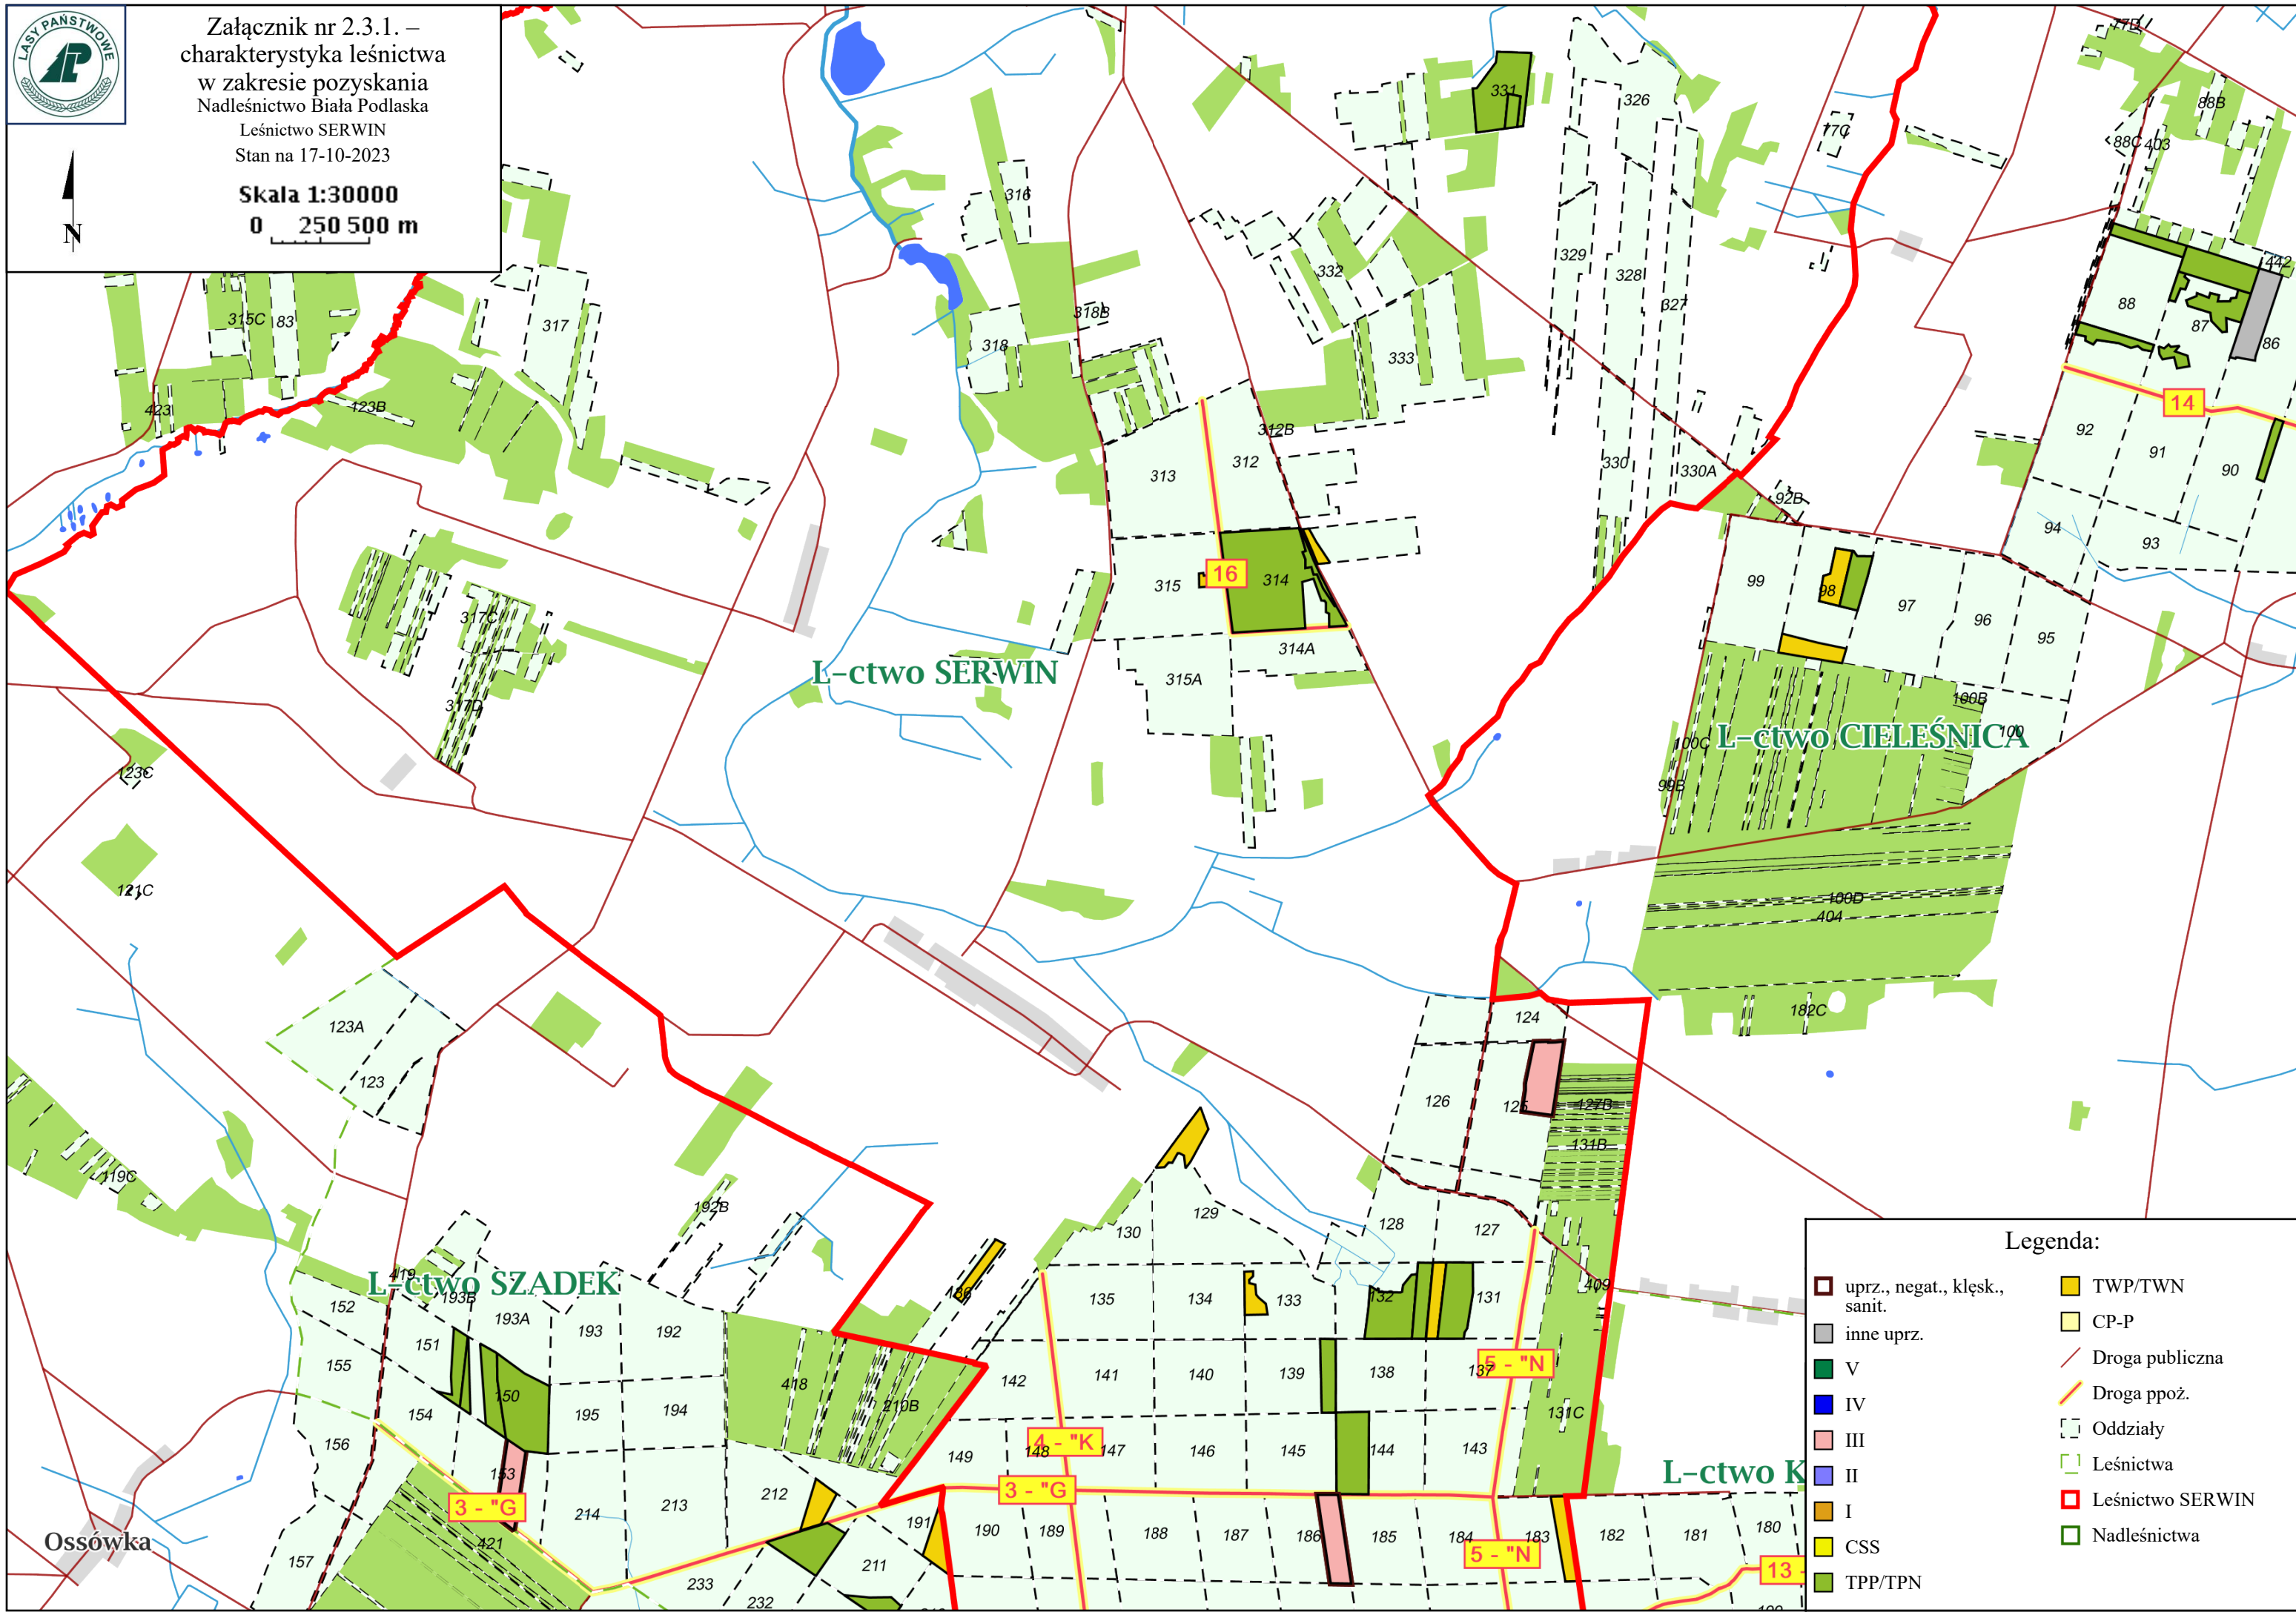 LASY PAŃSTWOWE
Załącznik nr 2.3.1. –
charakterystyka leśnictwa
w zakresie pozyskania
Nadleśnictwo Biała Podlaska
Leśnictwo SERWIN
Stan na 17-10-2023
Skala 1:30000
0 250 500 m
N
77D
331
326
88B
77C
88C 403
316
332
329
328
327
442
315C 83
317
318B
318
333
88
87
86
423
123B
14
312B
92
91
90
313
312
330
330A
92B
94
93
315
16
314
99
98
97
96
95
317C
314A
315A
L-ctwo SERWIN
317D
100B
100C
L-ctwo CIELEŚNICA
100
123C
99B
121C
100D
404
182C
123A
124
123
126
125
127B
131B
119C
192B
129
130
128
127
419
L-ctwo SZADEK
193B
193A
152
193
192
136
135
134
133
132
131
409
151
155
150
418
210B
142
141
140
139
138
137
5 - "N
154
195
194
131C
156
153
149
148
4 - "K
147
146
145
144
143
L-ctwo K
3 - "G
3 - "G
214
213
212
421
Ossówka
157
191
190
189
188
187
186
185
184
183
182
181
180
5 - "N
211
233
232
13 -
Legenda:
uprz., negat., klęsk.,
sanit.
inne uprz.
V
IV
III
II
I
CSS
TPP/TPN
TWP/TWN
CP-P
Droga publiczna
Droga ppoż.
Oddziały
Leśnictwa
Leśnictwo SERWIN
Nadleśnictwa